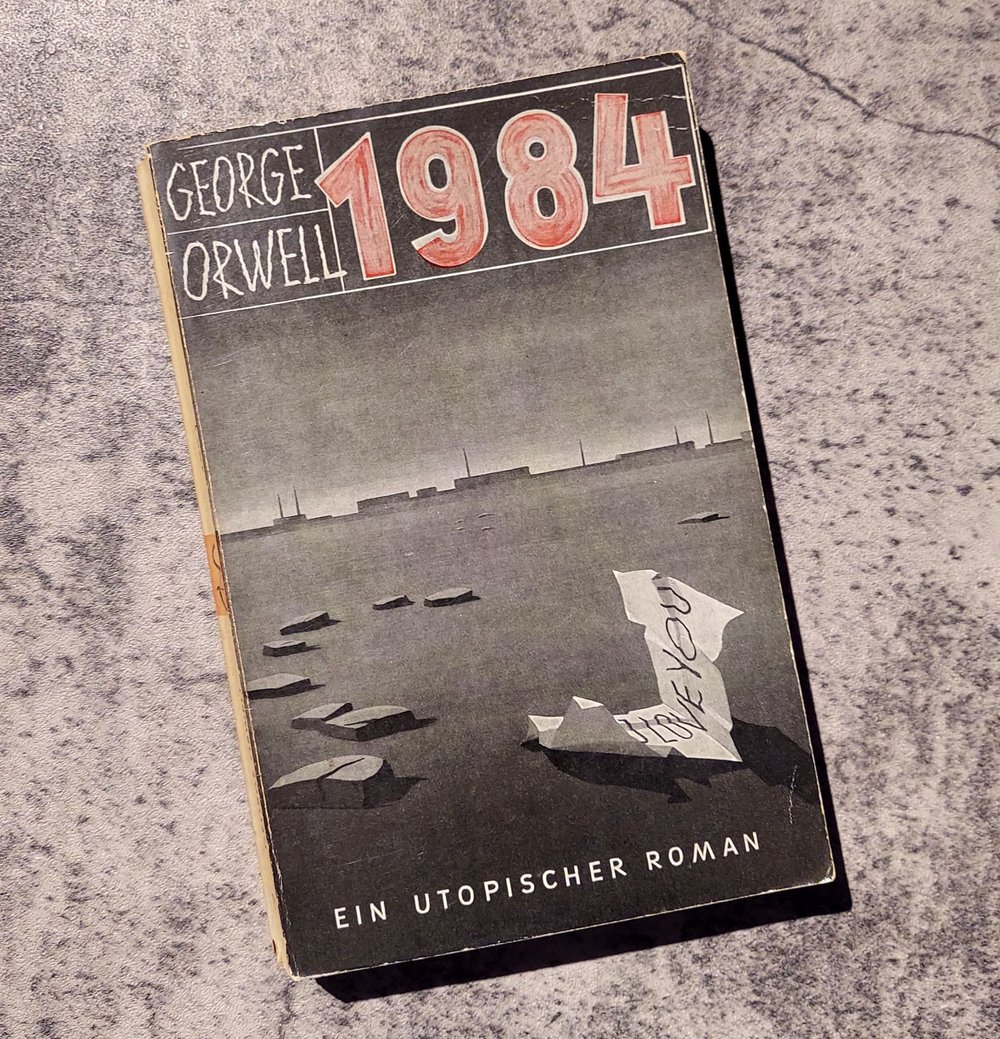 GEORGE
ORWELL
1984
I LOVE YOU
EIN UTOPISCHER ROMAN